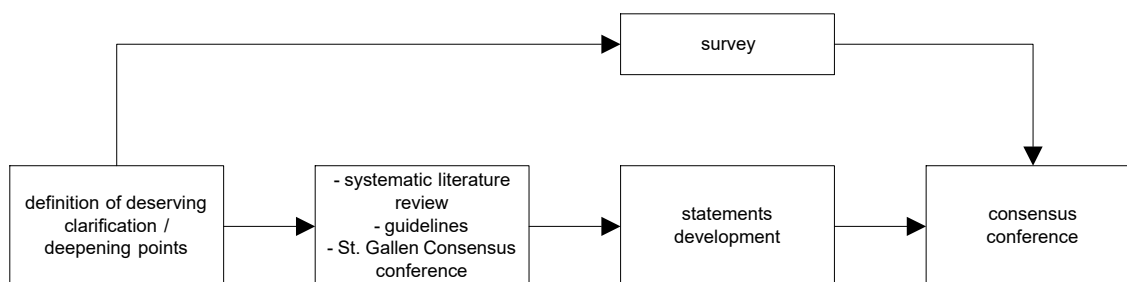 survey
definition of deserving
clarification /
deepening points
- systematic literature
review
- guidelines
- St. Gallen Consensus
conference
statements
development
consensus
conference